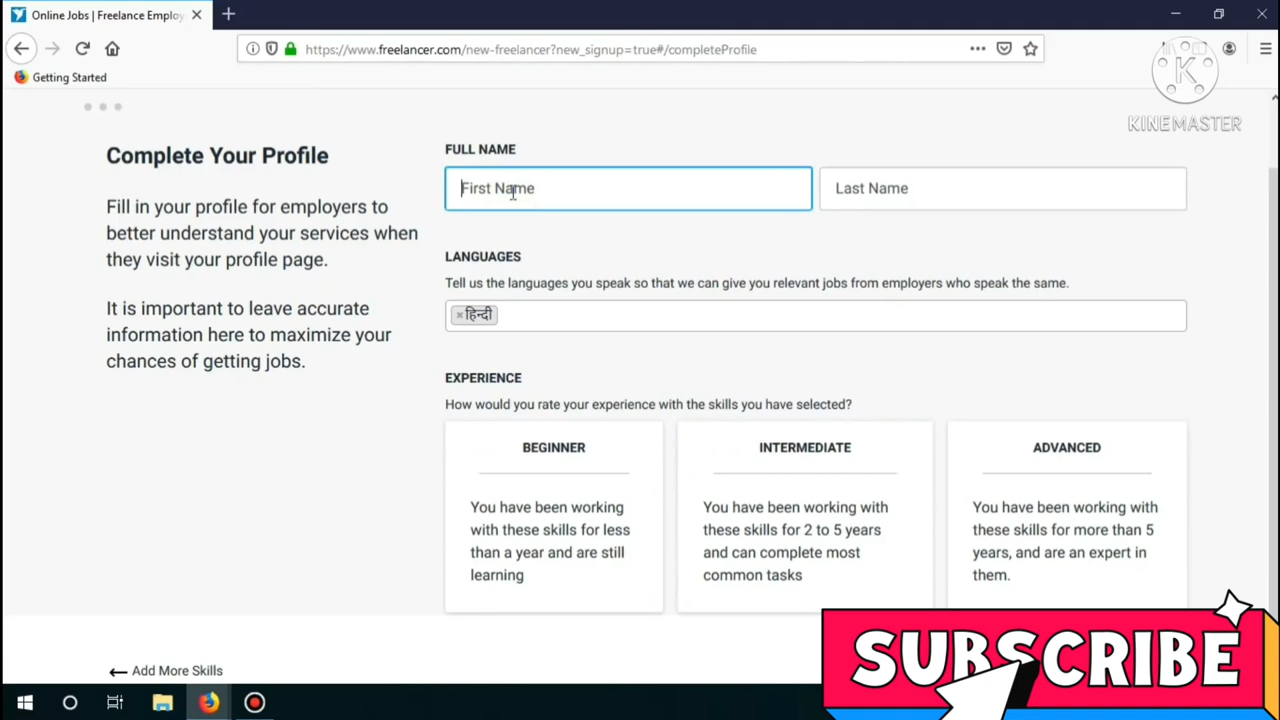 Online Jobs | Freelance Employ
https://www.freelancer.com/new-freelancer?new_signup=true#/completeProfile
Getting Started
K
KINEMASTER
Complete Your Profile
Fill in your profile for employers to
better understand your services when
they visit your profile page.
It is important to leave accurate
information here to maximize your
chances of getting jobs.
FULL NAME
First Name
Last Name
LANGUAGES
Tell us the languages you speak so that we can give you relevant jobs from employers who speak the same.
×हिन्दी
EXPERIENCE
How would you rate your experience with the skills you have selected?
BEGINNER
You have been working
with these skills for less
than a year and are still
learning
INTERMEDIATE
You have been working with
these skills for 2 to 5 years
and can complete most
common tasks
ADVANCED
You have been working with
these skills for more than 5
years, and are an expert in
them.
Add More Skills
SUBSCRIBE